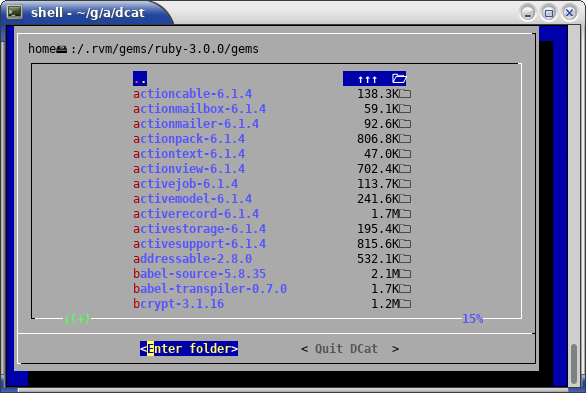 shell - ~/g/a/dcat
home🖴:/.rvm/gems/ruby-3.0.0/gems
.. ↑↑↑ 🗁
actioncable-6.1.4 138.3K🗀
actionmailbox-6.1.4 59.1K🗀
actionmailer-6.1.4 92.6K🗀
actionpack-6.1.4 806.8K🗀
actiontext-6.1.4 47.0K🗀
actionview-6.1.4 702.4K🗀
activejob-6.1.4 113.7K🗀
activemodel-6.1.4 241.6K🗀
activerecord-6.1.4 1.7M🗀
activestorage-6.1.4 195.4K🗀
activesupport-6.1.4 815.6K🗀
addressable-2.8.0 532.1K🗀
babel-source-5.8.35 2.1M🗀
babel-transpiler-0.7.0 1.7K🗀
bcrypt-3.1.16 1.2M🗀
↓(+) 15%
<Enter folder> < Quit DCat >